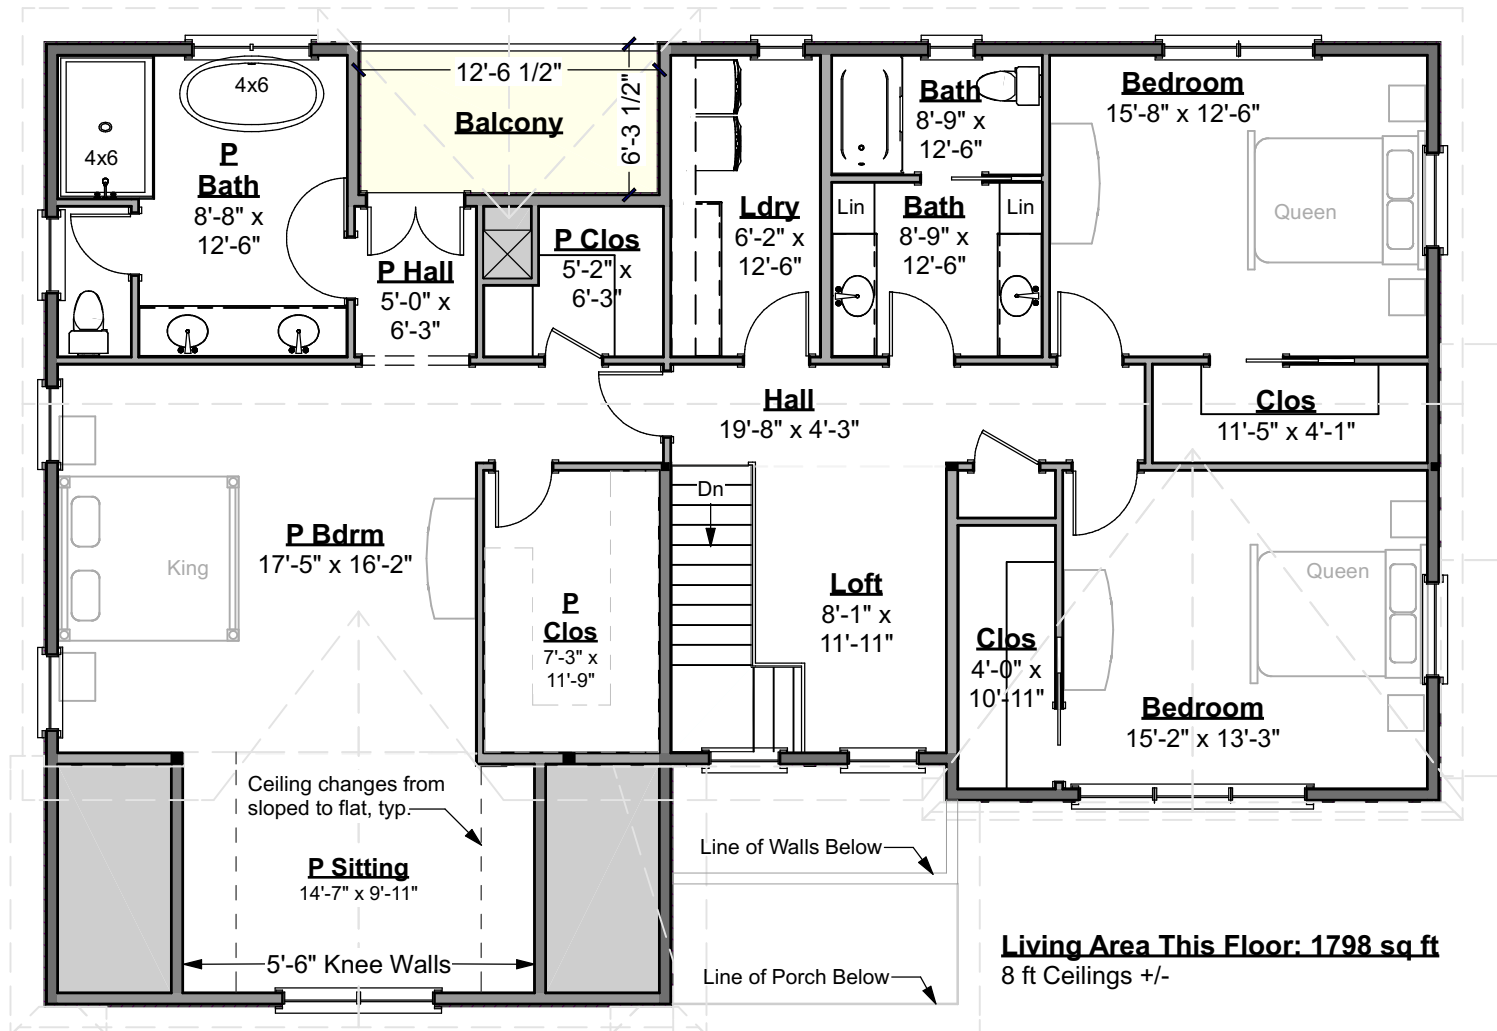 12'-6 1/2"
6'-3 1/2"
Balcony
4x6
4x6
P
Bath
8'-8" x
12'-6"
P Hall
5'-0" x
6'-3"
P Clos
5'-2" x
6'-3"
Ldry
6'-2" x
12'-6"
Bath
8'-9" x
12'-6"
Lin
Bath
8'-9" x
12'-6"
Lin
Bedroom
15'-8" x 12'-6"
Queen
Hall
19'-8" x 4'-3"
Clos
11'-5" x 4'-1"
King
P Bdrm
17'-5" x 16'-2"
P
Clos
7'-3" x
11'-9"
Dn
Loft
8'-1" x
11'-11"
Clos
4'-0" x
10'-11"
Queen
Bedroom
15'-2" x 13'-3"
Ceiling changes from
sloped to flat, typ.
P Sitting
14'-7" x 9'-11"
5'-6" Knee Walls
Line of Walls Below
Line of Porch Below
Living Area This Floor: 1798 sq ft
8 ft Ceilings +/-